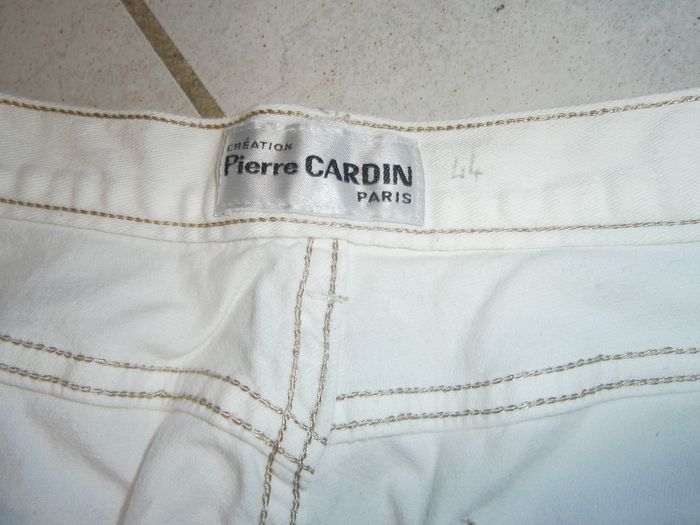 CRÉATION
Pierre CARDIN
PARIS
44